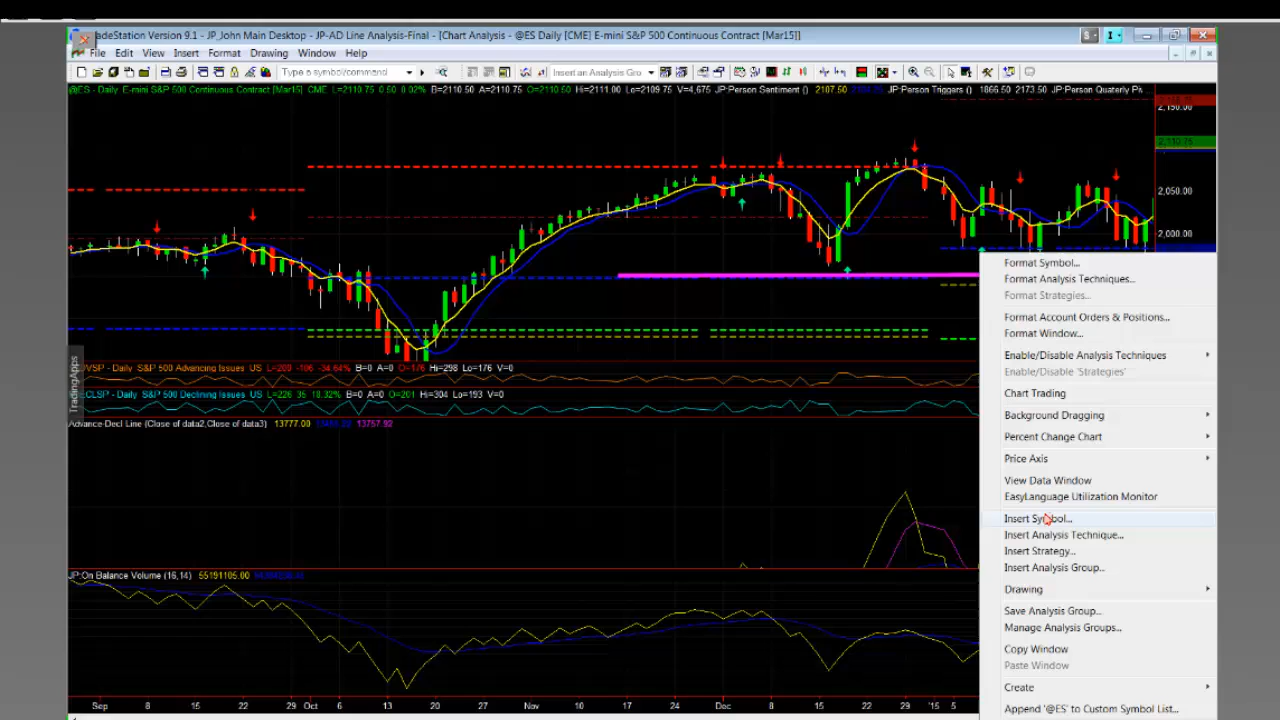 adeStation Version 9.1 - JP_John Main Desktop - JP-AD Line Analysis-Final - [Chart Analysis - @ES Daily [CME] E-mini S&P 500 Continuous Contract [Mar15]]
File Edit View Insert Format Drawing Window Help
Type a symbol/command
Insert an Analysis Gro
@ES - Daily E-mini S&P 500 Continuous Contract [Mar15] CME L=2110.75 0.50 0.02% B=2110.50 A=2110.75 O=2110.50 Hi=2111.00 Lo=2109.75 V=4,675 JP:Person Sentiment () 2107.50 JP:Person Triggers () 1866.50 2173.50 JP:Person Quaterly Piv
2,150.00
2,110.75
2,050.00
2,000.00
VSP - Daily S&P 500 Advancing Issues US L=200 -106 -34.64% B=0 A=0 O=176 Hi=298 Lo=176 V=0
CLSP - Daily S&P 500 Declining Issues US L=226 35 18.32% B=0 A=0 O=201 Hi=304 Lo=193 V=0
TradingApps
Advance-Decl Line (Close of data2,Close of data3) 13777.00 13757.92
JP:On Balance Volume (16,14) 55191105.00
Sep 8 15 22 29 Oct 6 13 20 27 Nov 10 17 24 Dec 8 15 22 29 '15 5
Format Symbol...
Format Analysis Techniques...
Format Strategies...
Format Account Orders & Positions...
Format Window...
Enable/Disable Analysis Techniques
Enable/Disable 'Strategies'
Chart Trading
Background Dragging
Percent Change Chart
Price Axis
View Data Window
EasyLanguage Utilization Monitor
Insert Symbol...
Insert Analysis Technique...
Insert Strategy...
Insert Analysis Group...
Drawing
Save Analysis Group...
Manage Analysis Groups...
Copy Window
Paste Window
Create
Append '@ES' to Custom Symbol List...